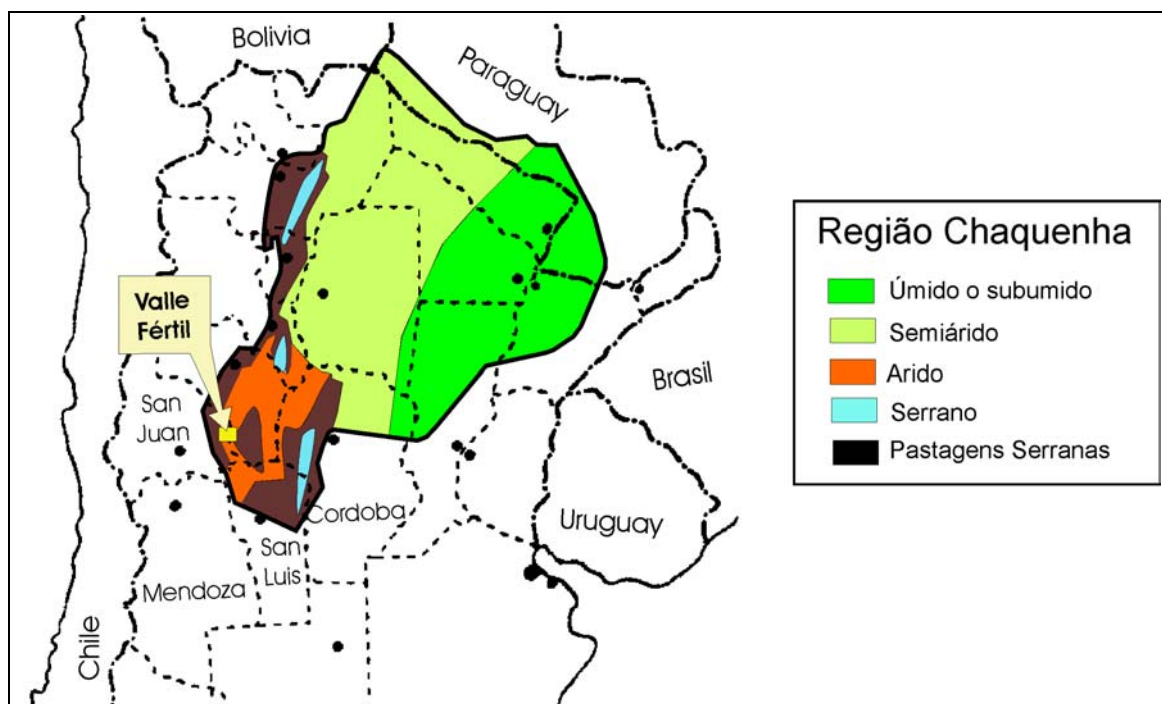 Bolivia
Paraguay
Valle
Fértil
San
Juan
Brasil
Cordoba
San
Luis
Mendoza
Uruguay
Chile
Região Chaquenha
Úmido o subumido
Semiárido
Arido
Serrano
Pastagens Serranas